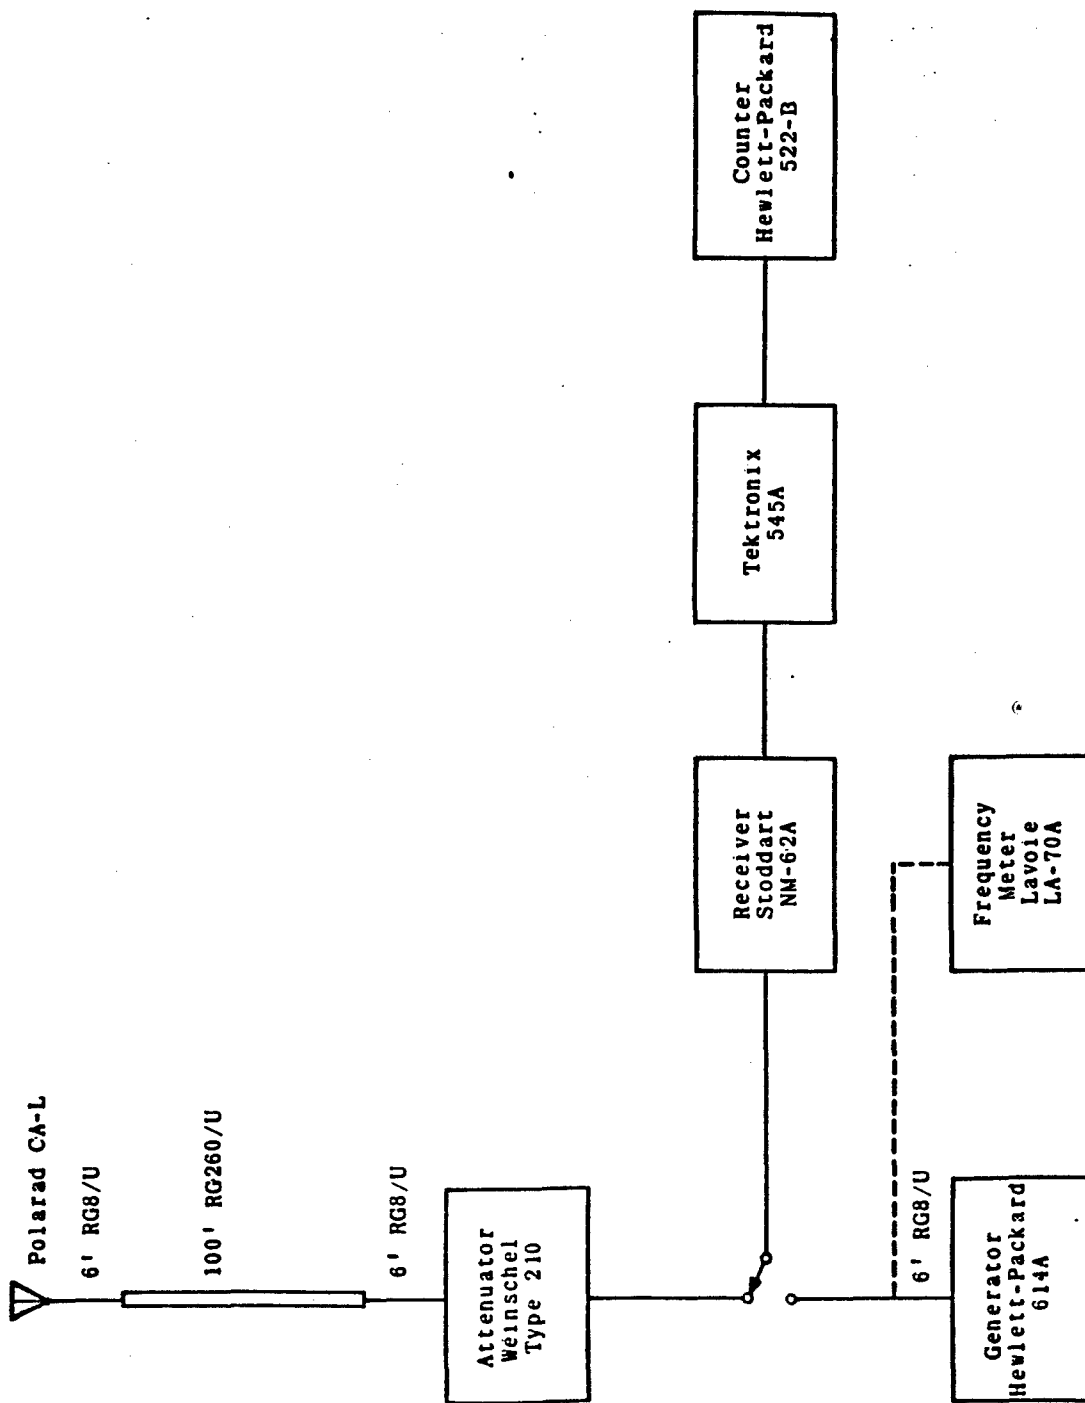 Polarad CA-L
6' RG8/U
100' RG260/U
6' RG8/U
Attenuator
Weinschel
Type 210
Receiver
Stoddart
NM-62A
Tektronix
545A
Counter
Hewlett-Packard
522-B
6' RG8/U
Generator
Hewlett-Packard
614A
Frequency
Meter
Lavoie
LA-70A